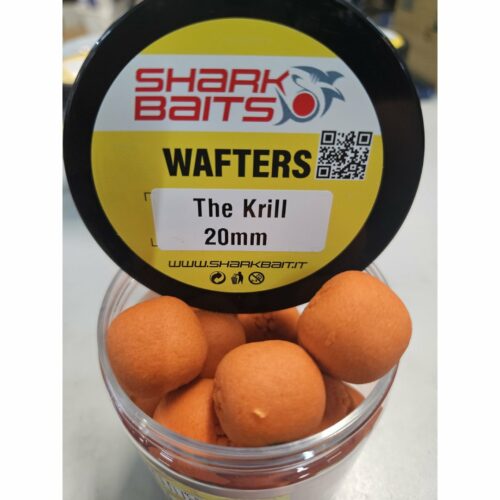 SHARK
BAITS
WAFTERS
The Krill
20mm
WWW.SHARKBAIT.IT